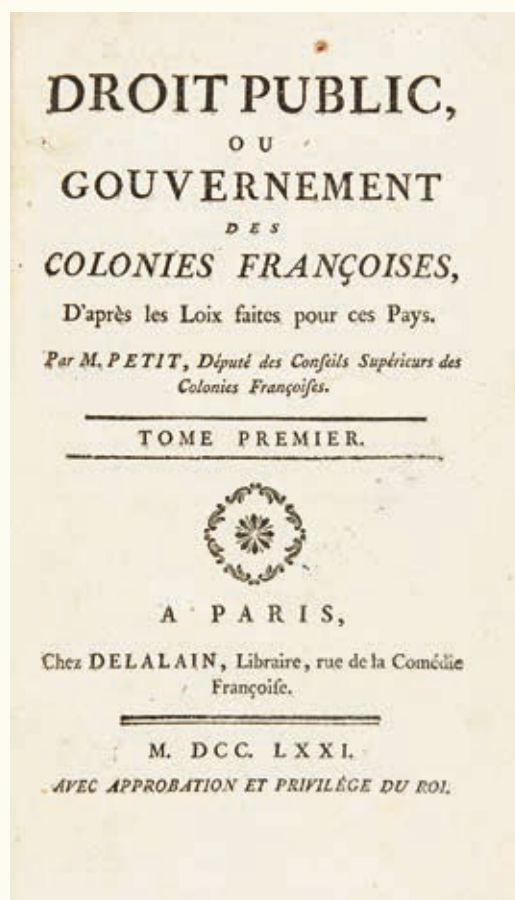 DROIT PUBLIC,
OU
GOUVERNEMENT
DES
COLONIES FRANÇOISES,
D'après les Loix faites pour ces Pays.
Par M. PETIT, Député des Conſeils Supérieurs des
Colonies Françoiſes.
TOME PREMIER.
A PARIS,
Chez DELALAIN, Libraire, rue de la Comédie
Françoiſe.
M. DCC. LXXI.
AVEC APPROBATION ET PRIVILÉGE DU ROI.